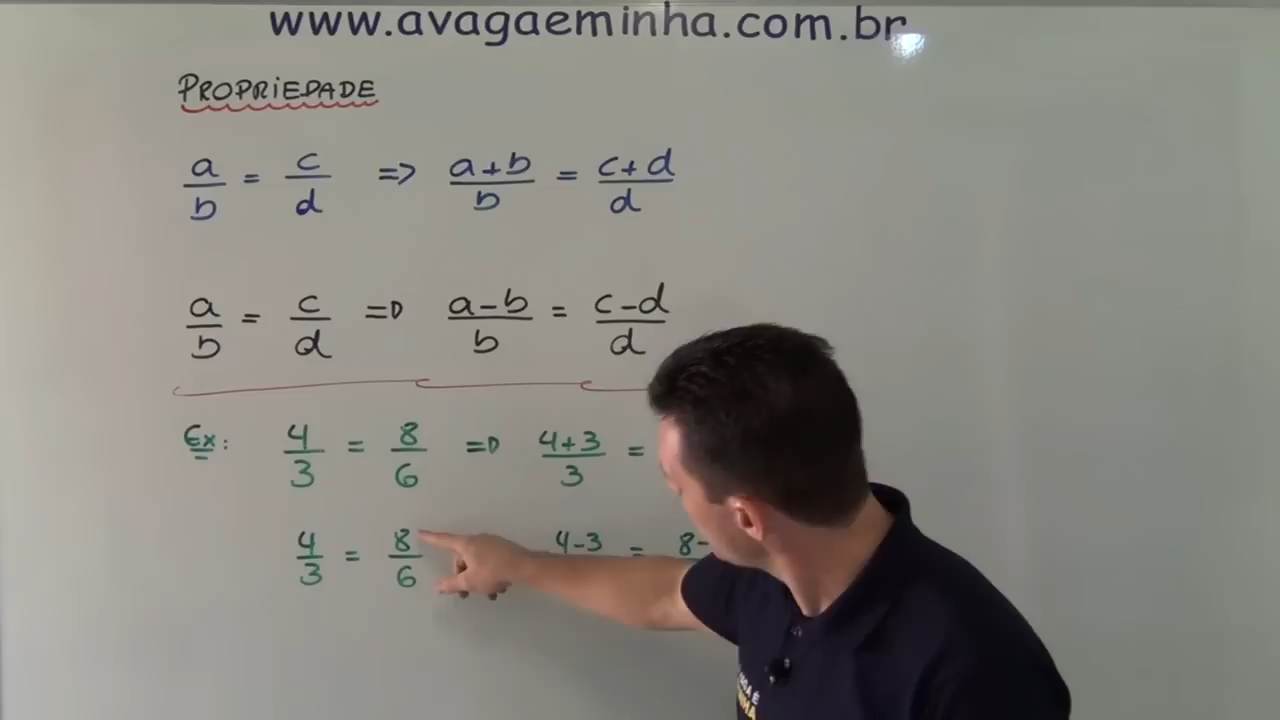 www.avagaeminha.com.br
PROPRIEDADE
a/b = c/d => (a+b)/b = (c+d)/d
a/b = c/d => (a-b)/b = (c-d)/d
Ex: 4/3 = 8/6 => (4+3)/3 =
4/3 = 8/6 4-3 = 8-